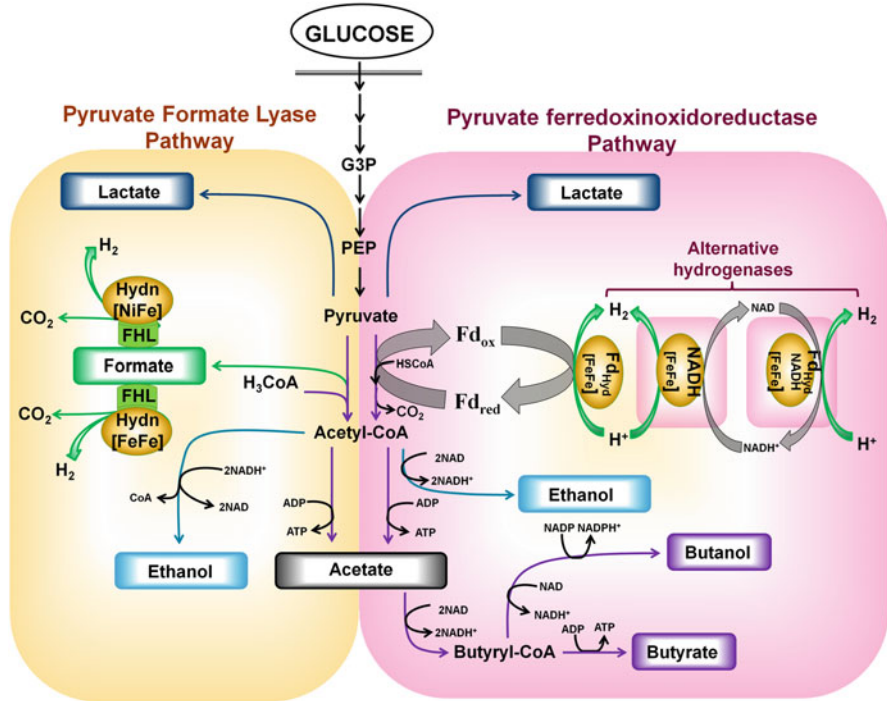 GLUCOSE
Pyruvate Formate Lyase
Pathway
Pyruvate ferredoxinoxidoreductase
Pathway
G3P
Lactate
Lactate
PEP
Alternative
hydrogenases
H2
Hydn
[NiFe]
CO2
FHL
Formate
FHL
CO2
Hydn
[FeFe]
H2
Pyruvate
HSCoA
H3CoA
CO2
Acetyl-CoA
Fdox
Fdred
H2
FdHyd
[FeFe]
H+
NADH
[FeFe]
NAD
NADH+
FdHyd
NADH
[FeFe]
H2
H+
2NADH+
CoA
2NAD
Ethanol
ADP
ATP
ADP
ATP
2NAD
2NADH+
Ethanol
Acetate
NADP NADPH+
Butanol
NAD
NADH+
2NAD
2NADH+
ADP
ATP
Butyryl-CoA
Butyrate